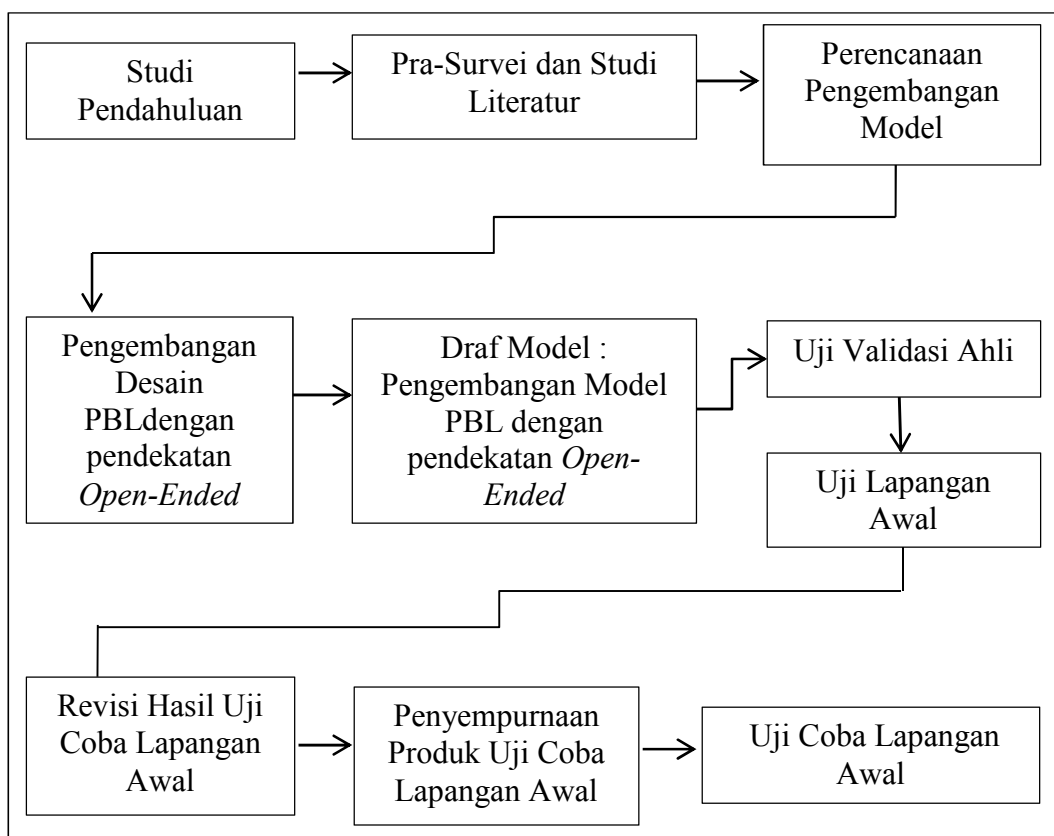 Studi
Pendahuluan
Pra-Survei dan Studi
Literatur
Perencanaan
Pengembangan
Model
Pengembangan
Desain
PBLdengan
pendekatan
Open-Ended
Draf Model :
Pengembangan Model
PBL dengan
pendekatan Open-
Ended
Uji Validasi Ahli
Uji Lapangan
Awal
Revisi Hasil Uji
Coba Lapangan
Awal
Penyempurnaan
Produk Uji Coba
Lapangan Awal
Uji Coba Lapangan
Awal